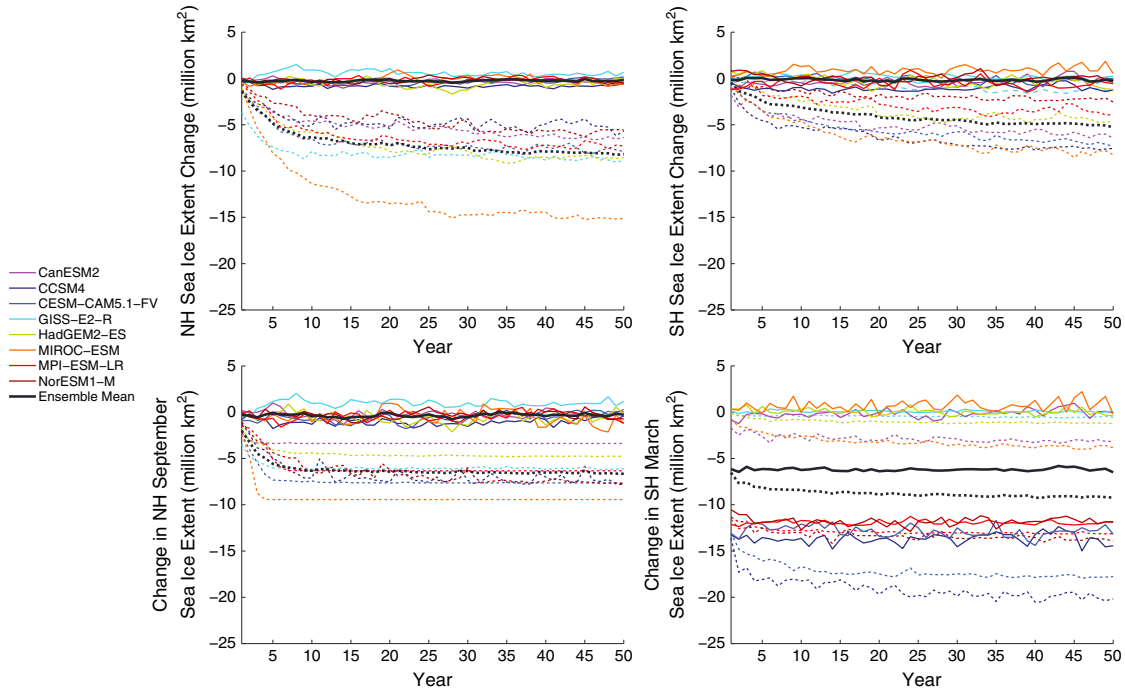 NH Sea Ice Extent Change (million km²)
5
0
−5
−10
−15
−20
−25
5 10 15 20 25 30 35 40 45 50
Year
SH Sea Ice Extent Change (million km²)
5
0
−5
−10
−15
−20
−25
5 10 15 20 25 30 35 40 45 50
Year
CanESM2
CCSM4
CESM−CAM5.1−FV
GISS−E2−R
HadGEM2−ES
MIROC−ESM
MPI−ESM−LR
NorESM1−M
Ensemble Mean
Change in NH September
Sea Ice Extent (million km²)
5
0
−5
−10
−15
−20
−25
5 10 15 20 25 30 35 40 45 50
Year
Change in SH March
Sea Ice Extent (million km²)
5
0
−5
−10
−15
−20
−25
5 10 15 20 25 30 35 40 45 50
Year